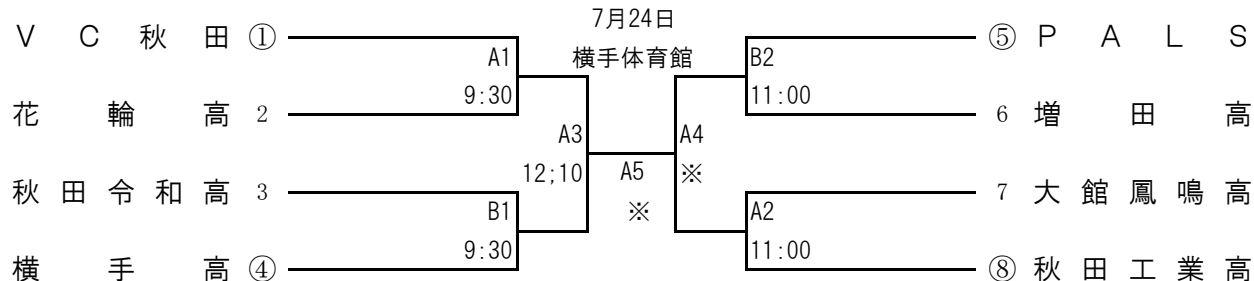 7月24日
横手体育館
VC秋田 ①
A1
9:30
花輪高 2
A3
12;10
秋田令和高 3
B1
9:30
横手高 ④
A5
※
⑤ PALS
B2
11:00
6 増田高
A4
※
7 大館鳳鳴高
A2
11:00
⑧ 秋田工業高